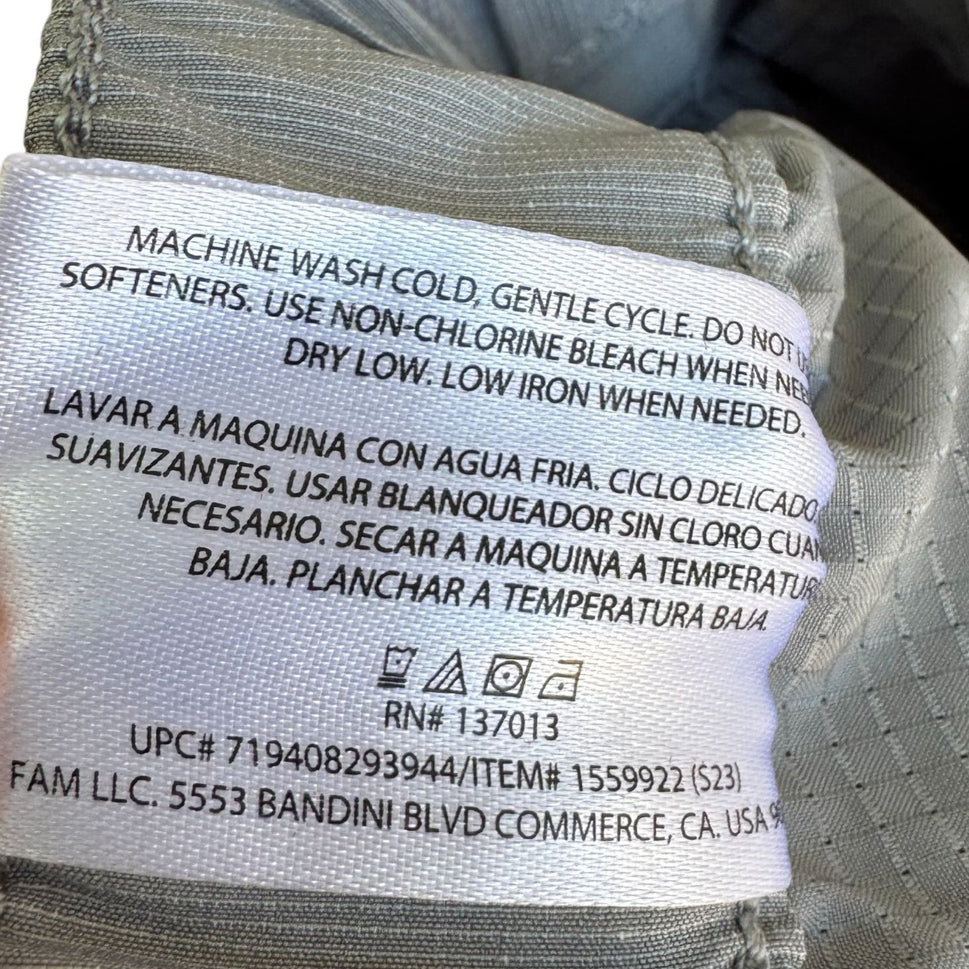 MACHINE WASH COLD, GENTLE CYCLE. DO NOT
SOFTENERS. USE NON-CHLORINE BLEACH WHEN
DRY LOW. LOW IRON WHEN NEEDED.
LAVAR A MAQUINA CON AGUA FRIA. CICLO DELICADO.
SUAVIZANTES. USAR BLANQUEADOR SIN CLORO
NECESARIO. SECAR A MAQUINA A
BAJA. PLANCHAR A TEMPERATURA BAJA.
RN# 137013
UPC# 719408293944/ITEM# 1559922 (S23)
FAM LLC. 5553 BANDINI BLVD COMMERCE, CA. USA